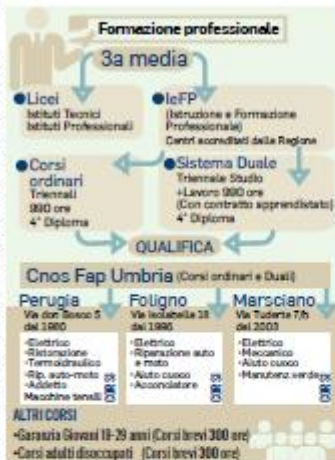 Formazione professionale
3a media
Licei
Istituti Tecnici
Istituti Professionali
IeFP
(Istruzione e Formazione
Professionale)
Centri accreditati dalla Regione
Corsi
ordinari
Triennali
990 ore
4° Diploma
Sistema Duale
Triennale Studio
+Lavoro 990 ore
(Con contratto apprendistato)
4° Diploma
QUALIFICA
Cnos Fap Umbria (Corsi ordinari e Duali)
Perugia
Via don Bosco 5
dal 1960
•Elettrico
•Ristorazione
•Termoidraulico
•Rip. auto-moto
•Addetto
Macchine tessili
Foligno
Via Isolabella 18
dal 1996
•Elettrico
•Riparazione auto
e moto
•Aiuto cuoco
•Acconciatore
Marsciano
Via Tuderte 7/b
dal 2003
•Elettrico
•Meccanico
•Aiuto cuoco
•Manutenz. verde
ALTRI CORSI
•Garanzia Giovani 18-29 anni (Corsi brevi 300 ore)
•Corsi adulti disoccupati (Corsi brevi 300 ore)